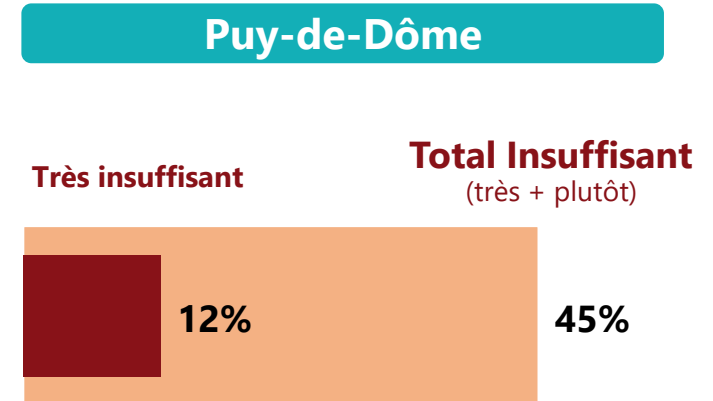 Puy-de-Dôme
Très insuffisant
Total Insuffisant
(très + plutôt)
12%
45%